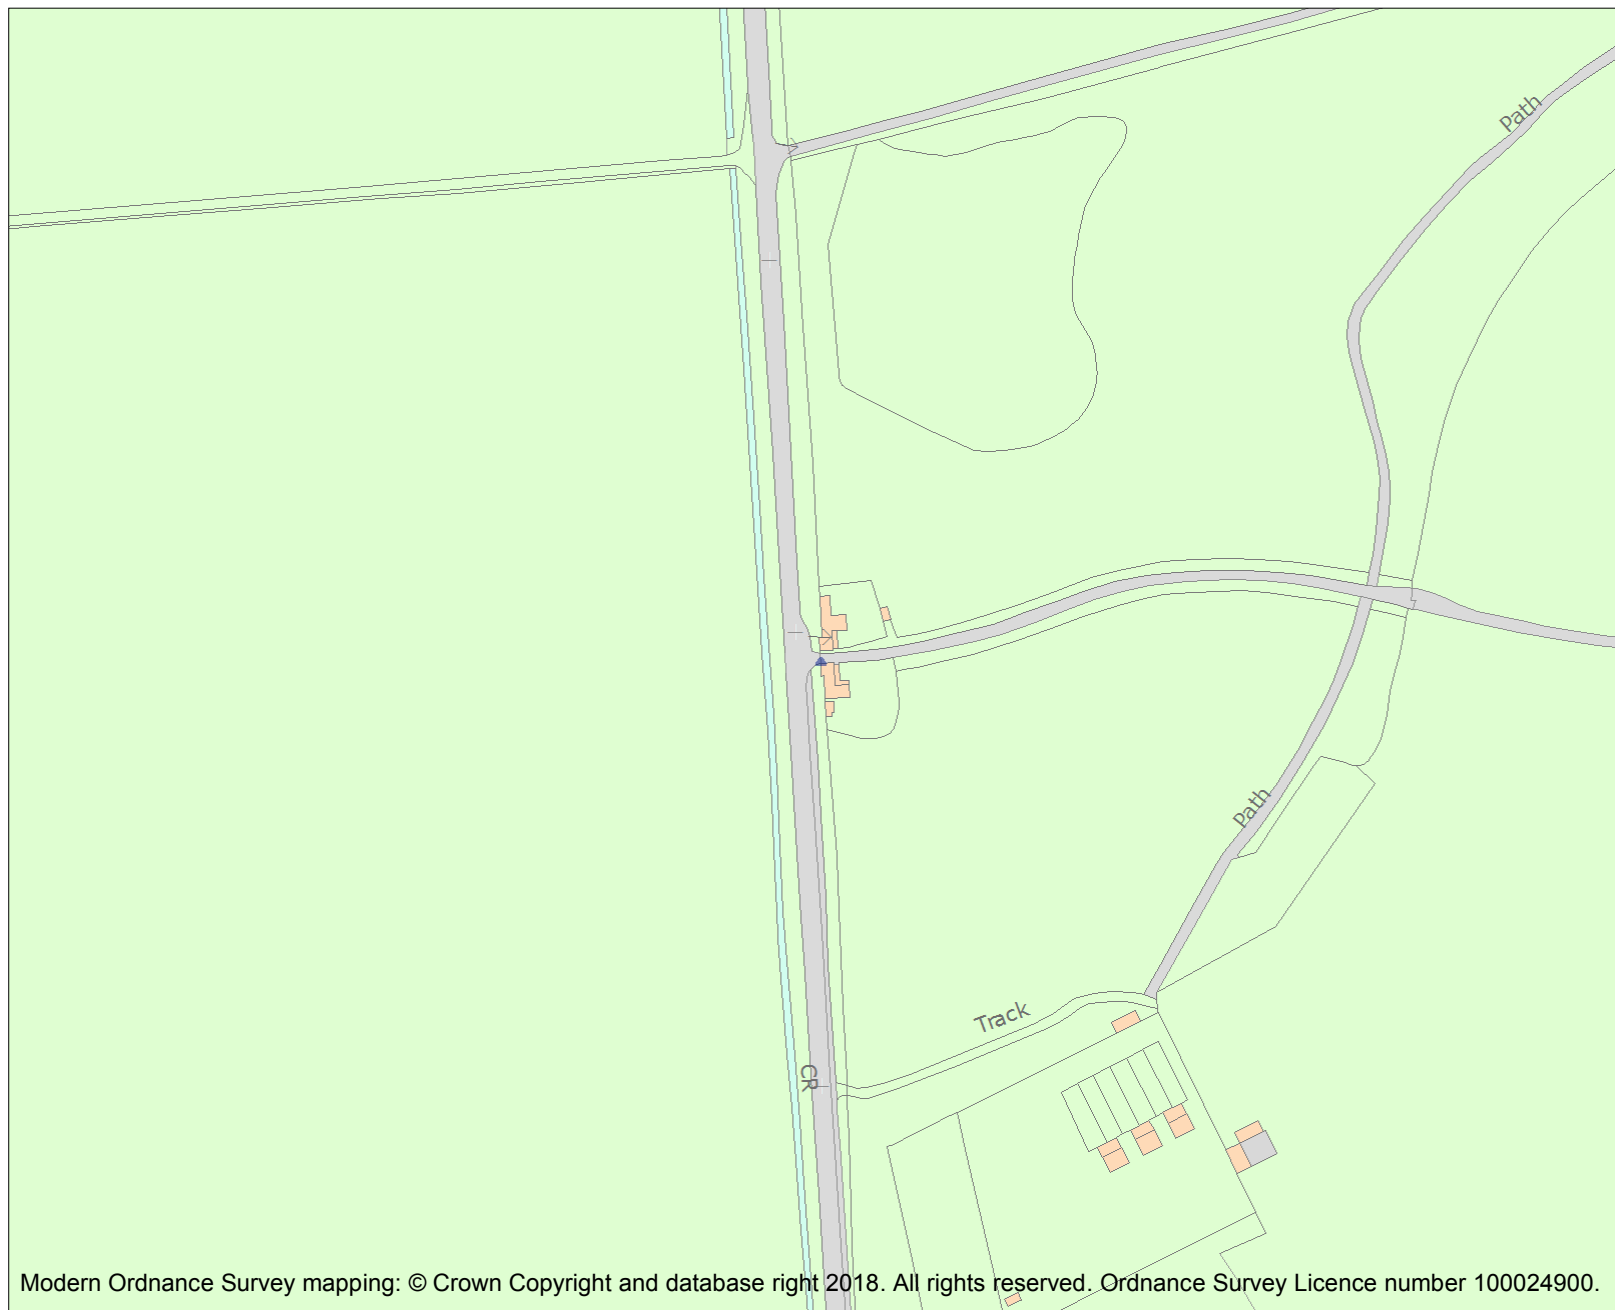 Path
Path
Track
CR
Modern Ordnance Survey mapping: © Crown Copyright and database right 2018. All rights reserved. Ordnance Survey Licence number 100024900.